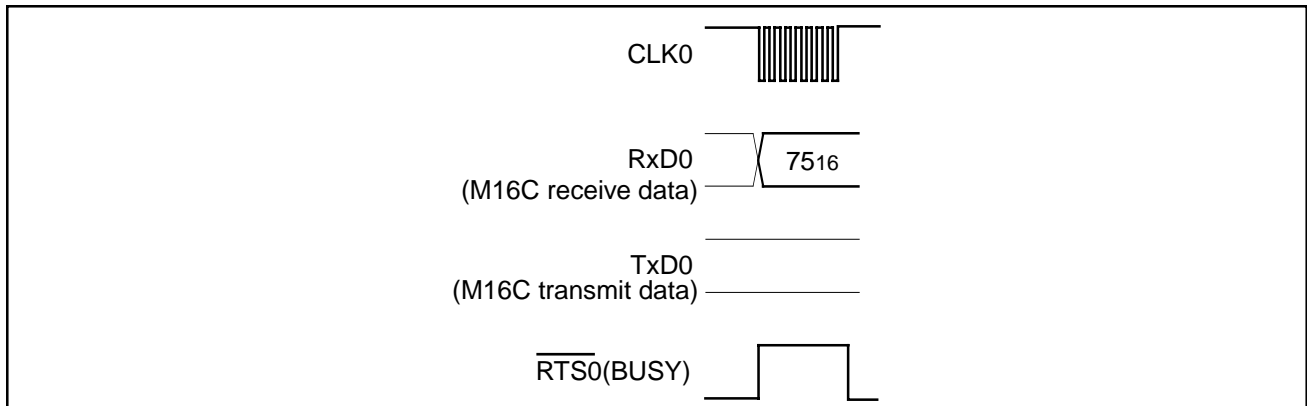 CLK0
RxD0
(M16C receive data)
7516
TxD0
(M16C transmit data)
RTS0(BUSY)